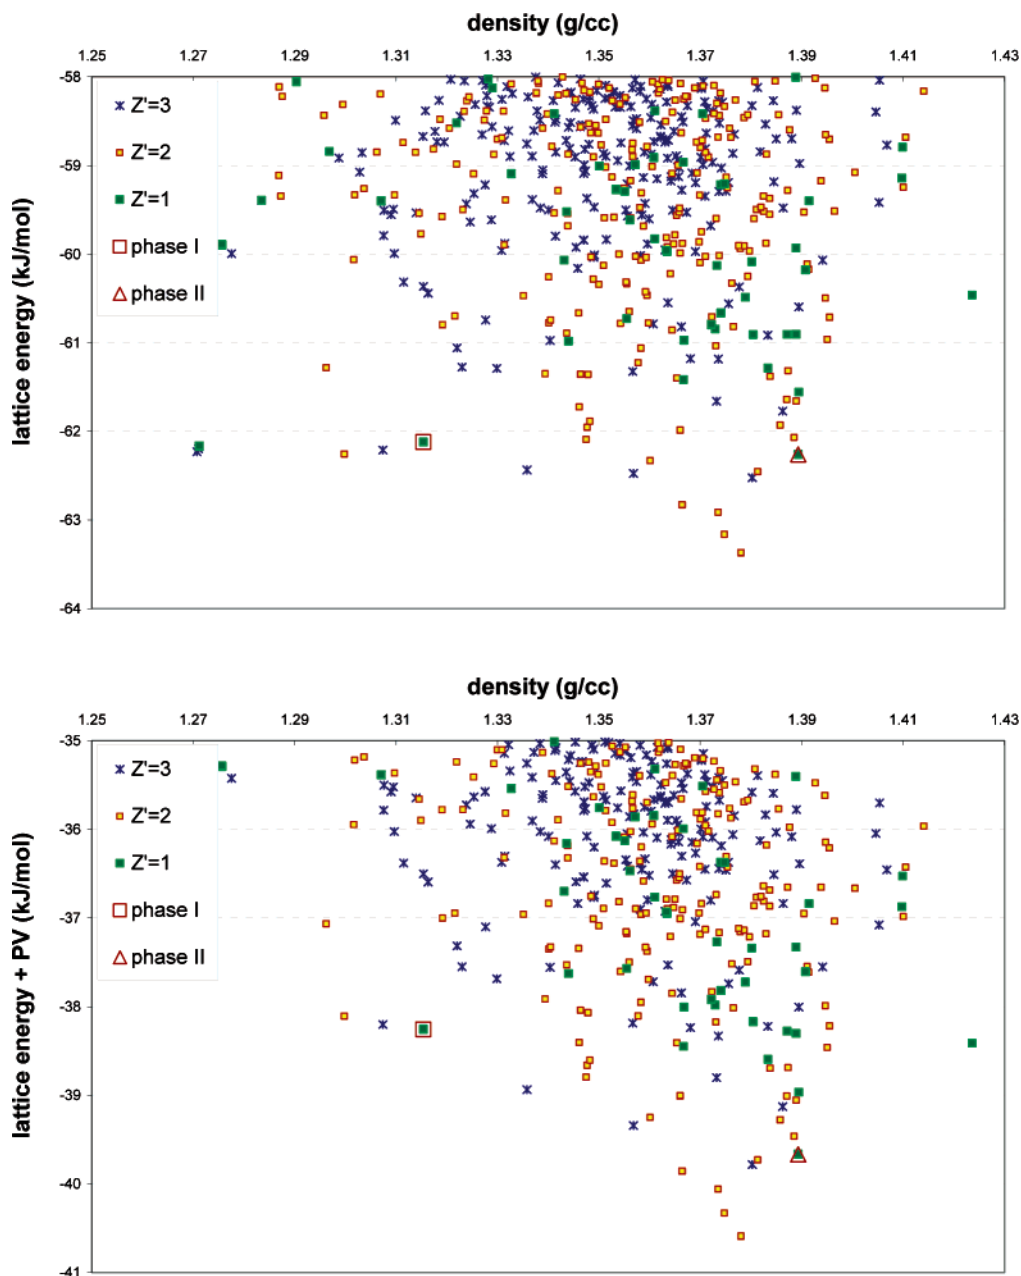 density (g/cc)
1.25 1.27 1.29 1.31 1.33 1.35 1.37 1.39 1.41 1.43
-58
-59
-60
-61
-62
-63
-64
lattice energy (kJ/mol)
Z'=3
Z'=2
Z'=1
phase I
phase II
density (g/cc)
1.25 1.27 1.29 1.31 1.33 1.35 1.37 1.39 1.41 1.43
-35
-36
-37
-38
-39
-40
-41
lattice energy + PV (kJ/mol)
Z'=3
Z'=2
Z'=1
phase I
phase II